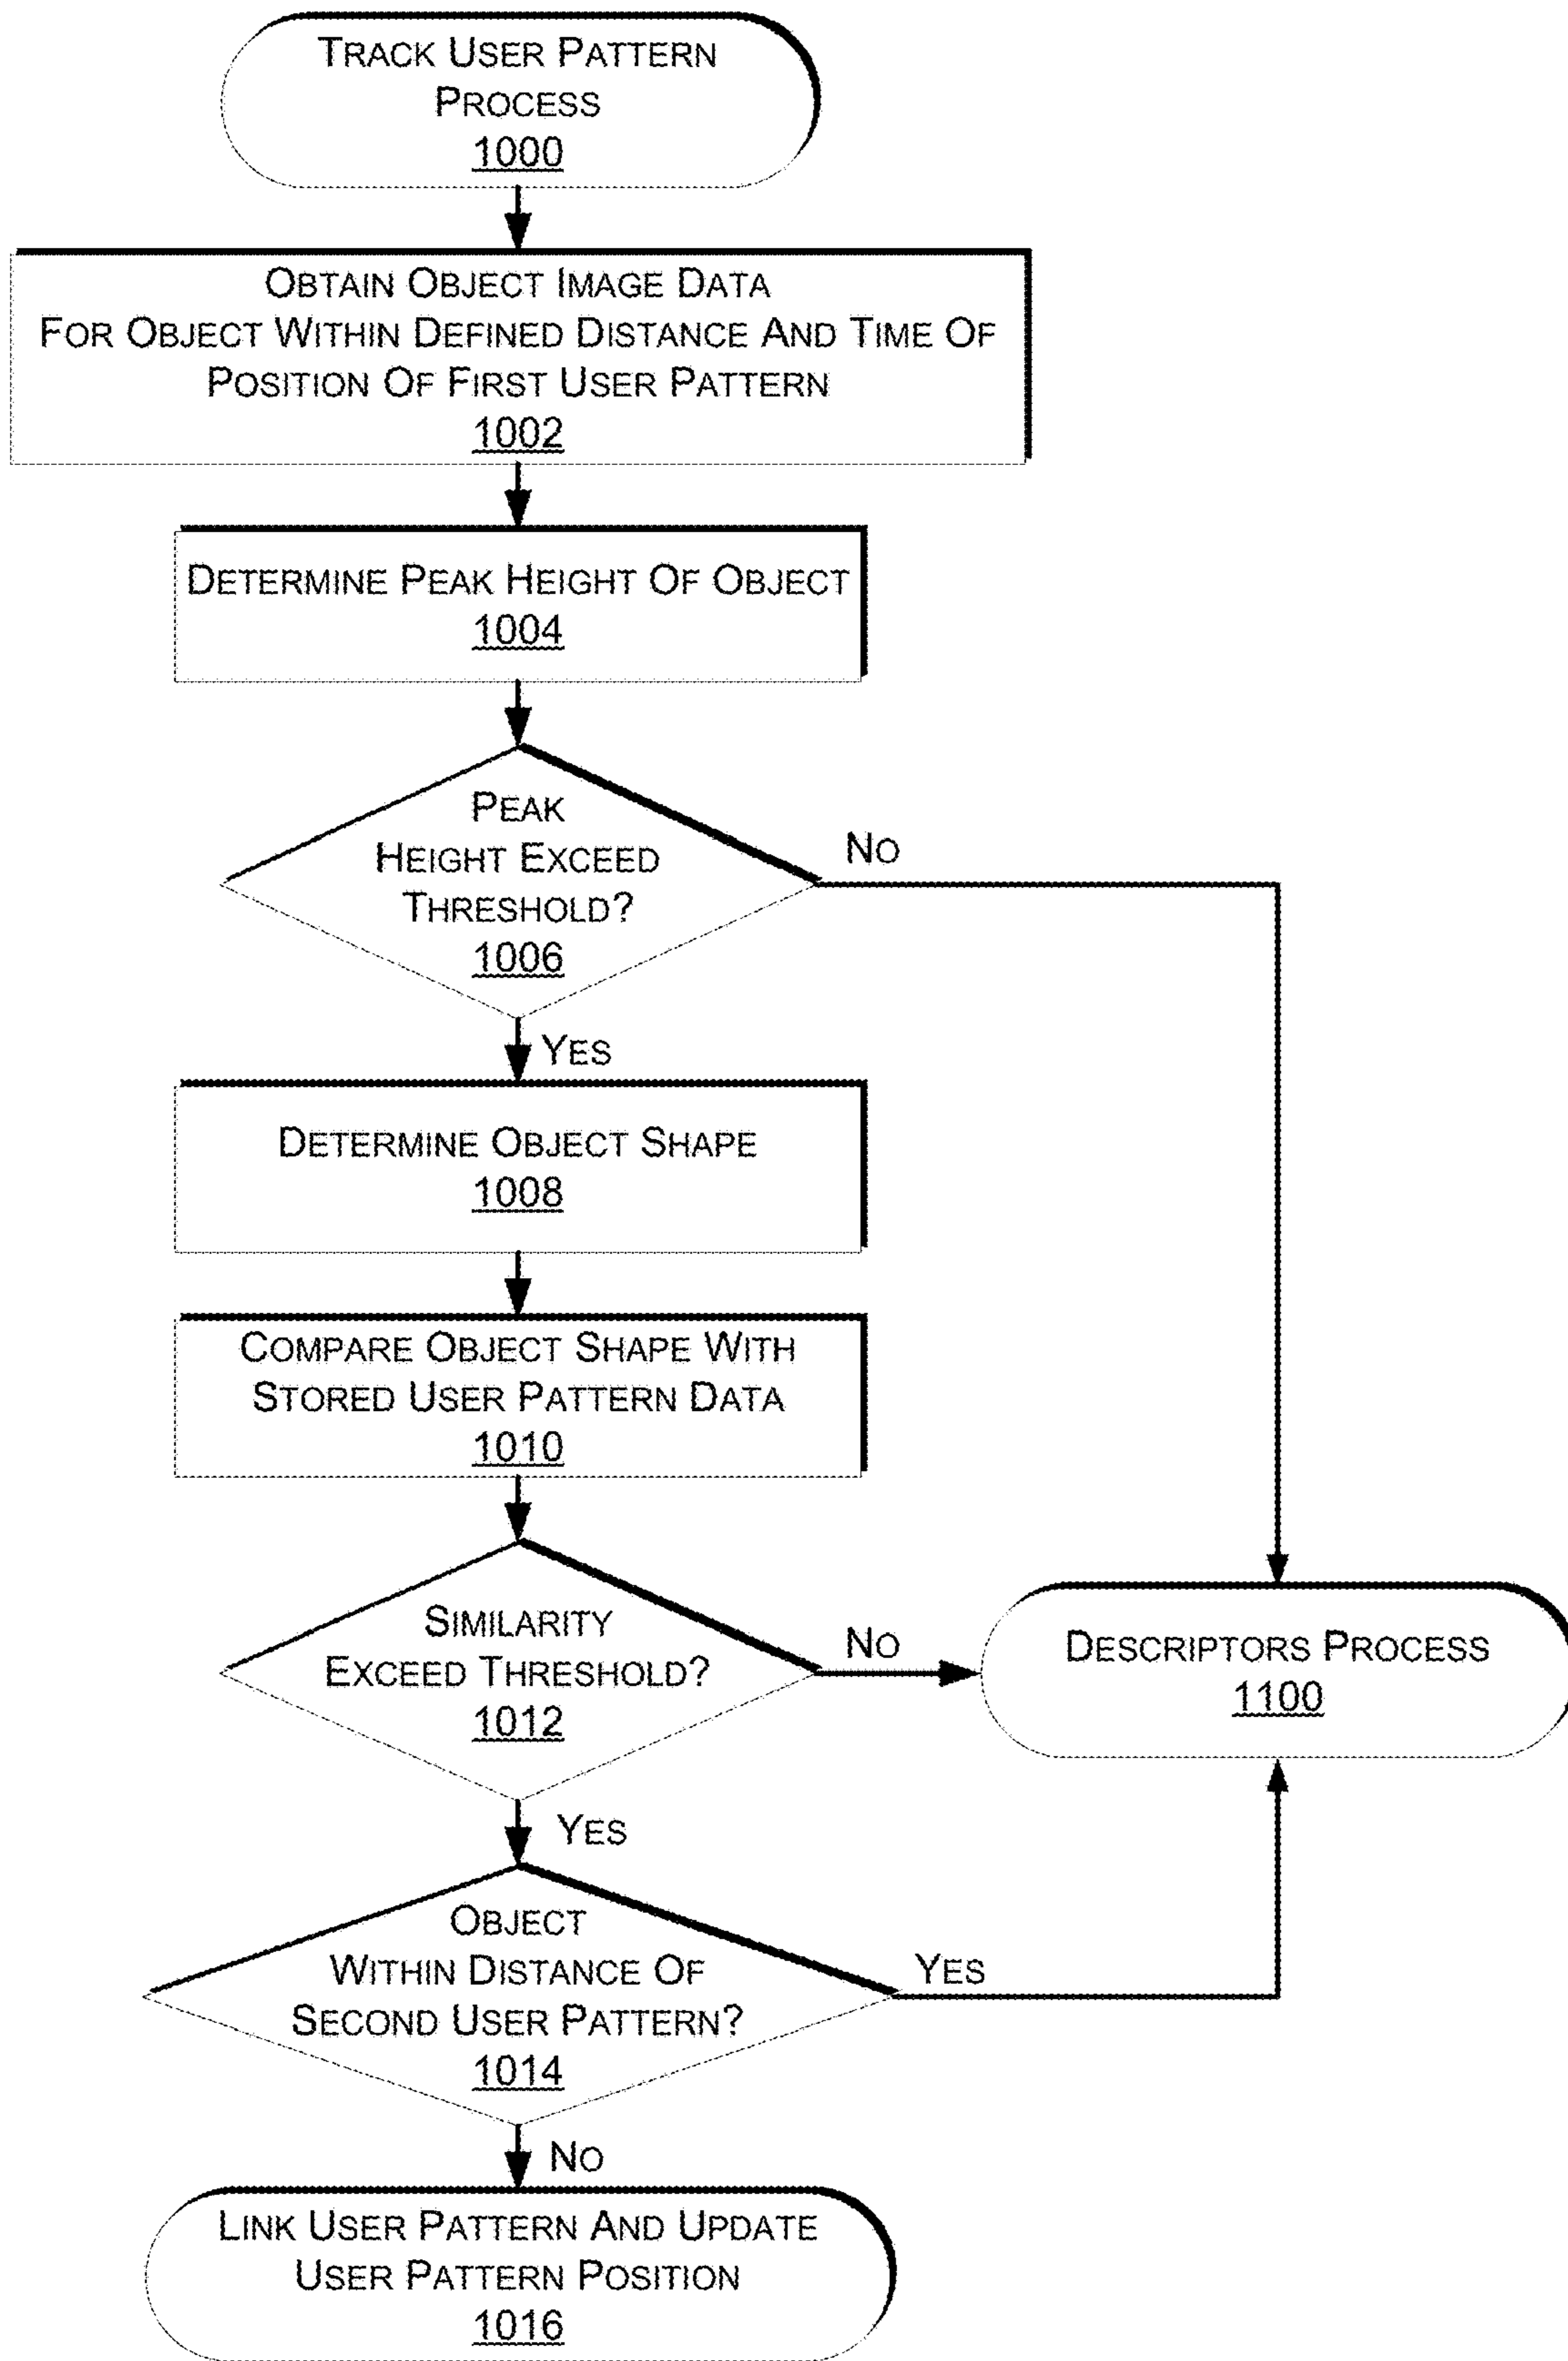 TRACK USER PATTERN
PROCESS
1000
OBTAIN OBJECT IMAGE DATA
FOR OBJECT WITHIN DEFINED DISTANCE AND TIME OF
POSITION OF FIRST USER PATTERN
1002
DETERMINE PEAK HEIGHT OF OBJECT
1004
PEAK
HEIGHT EXCEED
THRESHOLD?
1006
NO
YES
DETERMINE OBJECT SHAPE
1008
COMPARE OBJECT SHAPE WITH
STORED USER PATTERN DATA
1010
SIMILARITY
EXCEED THRESHOLD?
1012
NO
DESCRIPTORS PROCESS
1100
YES
OBJECT
WITHIN DISTANCE OF
SECOND USER PATTERN?
1014
YES
NO
LINK USER PATTERN AND UPDATE
USER PATTERN POSITION
1016